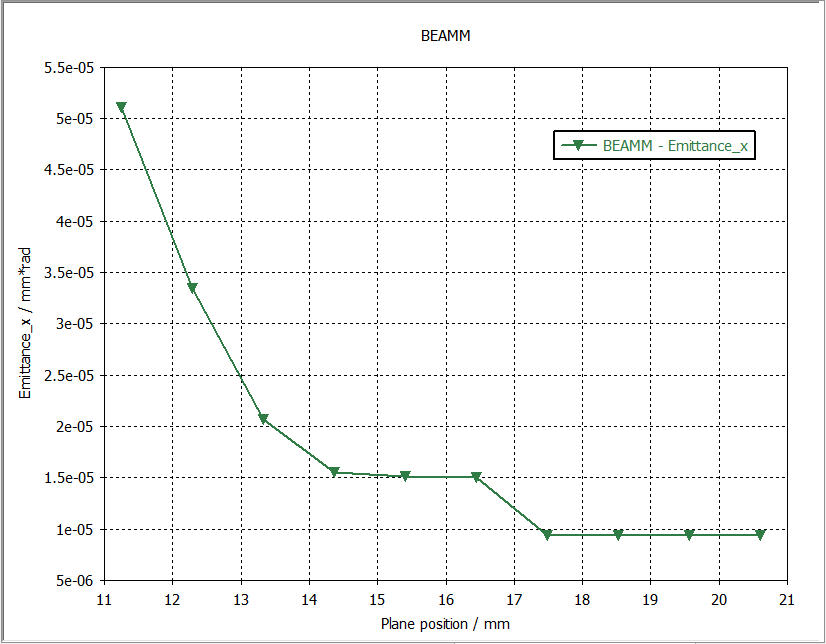 BEAMM
5.5e-05
5e-05
4.5e-05
4e-05
3.5e-05
3e-05
2.5e-05
2e-05
1.5e-05
1e-05
5e-06
Emittance_x / mm*rad
BEAMM - Emittance_x
11 12 13 14 15 16 17 18 19 20 21
Plane position / mm